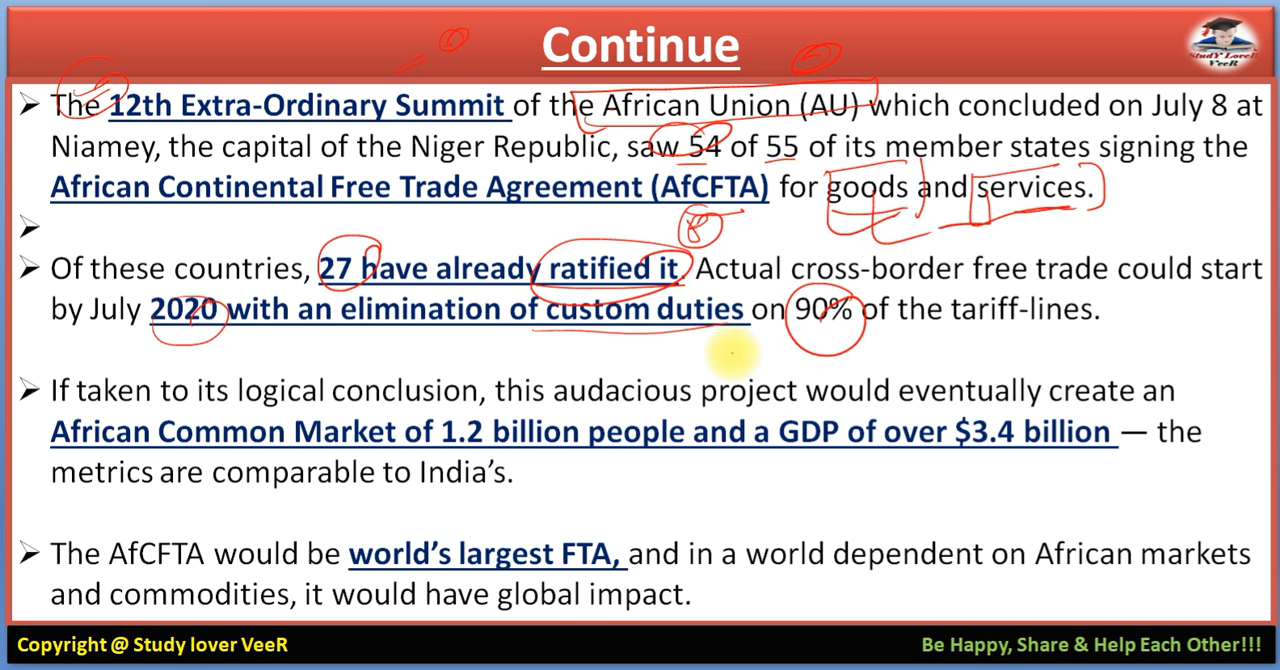 Continue
StudY LoveR
VeeR
➢ The 12th Extra-Ordinary Summit of the African Union (AU) which concluded on July 8 at
Niamey, the capital of the Niger Republic, saw 54 of 55 of its member states signing the
African Continental Free Trade Agreement (AfCFTA) for goods and services.
➢
➢ Of these countries, 27 have already ratified it. Actual cross-border free trade could start
by July 2020 with an elimination of custom duties on 90% of the tariff-lines.
➢ If taken to its logical conclusion, this audacious project would eventually create an
African Common Market of 1.2 billion people and a GDP of over $3.4 billion — the
metrics are comparable to India’s.
➢ The AfCFTA would be world’s largest FTA, and in a world dependent on African markets
and commodities, it would have global impact.
Copyright @ Study lover VeeR
Be Happy, Share & Help Each Other!!!